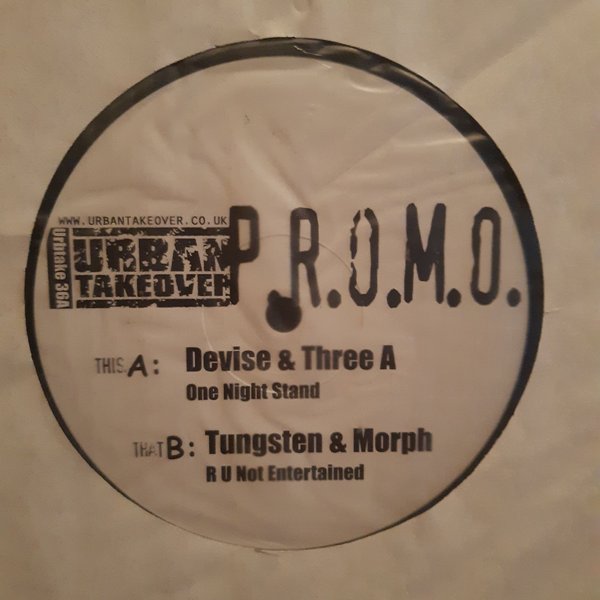 WWW.URBANTAKEOVER.CO.UK
Urbtake 36A
URBAN
TAKEOVER
P.R.O.M.O.
THIS A: Devise & Three A
One Night Stand
THAT B: Tungsten & Morph
R U Not Entertained